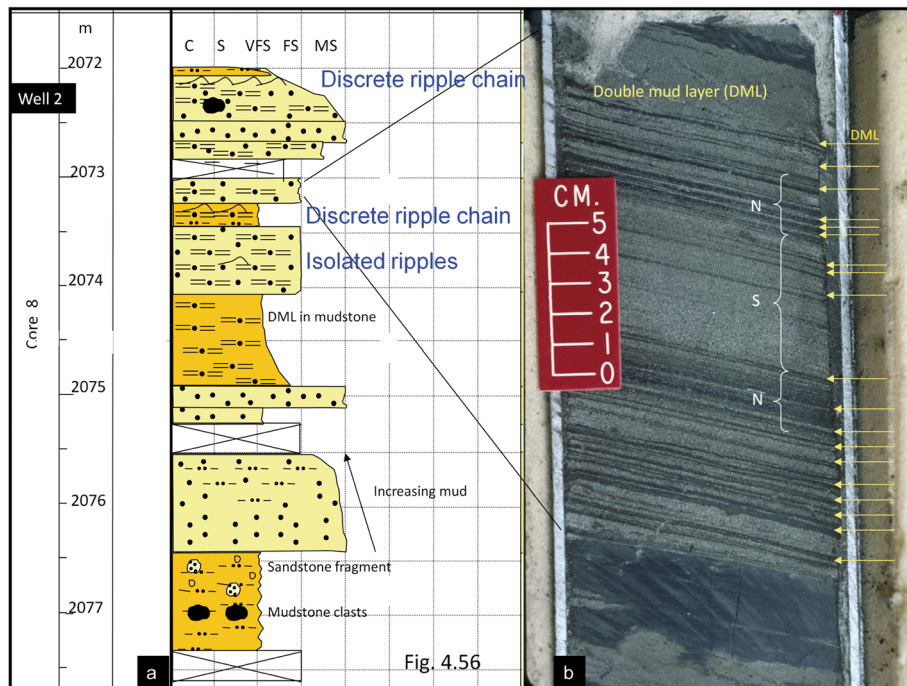 m
C S VFS FS MS
2072
Well 2
Discrete ripple chain
2073
Discrete ripple chain
Isolated ripples
2074
DML in mudstone
Core 8
2075
2076
Increasing mud
Sandstone fragment
2077
Mudstone clasts
a
Fig. 4.56
Double mud layer (DML)
DML
N
CM.
5
4
3
2
1
0
S
N
b